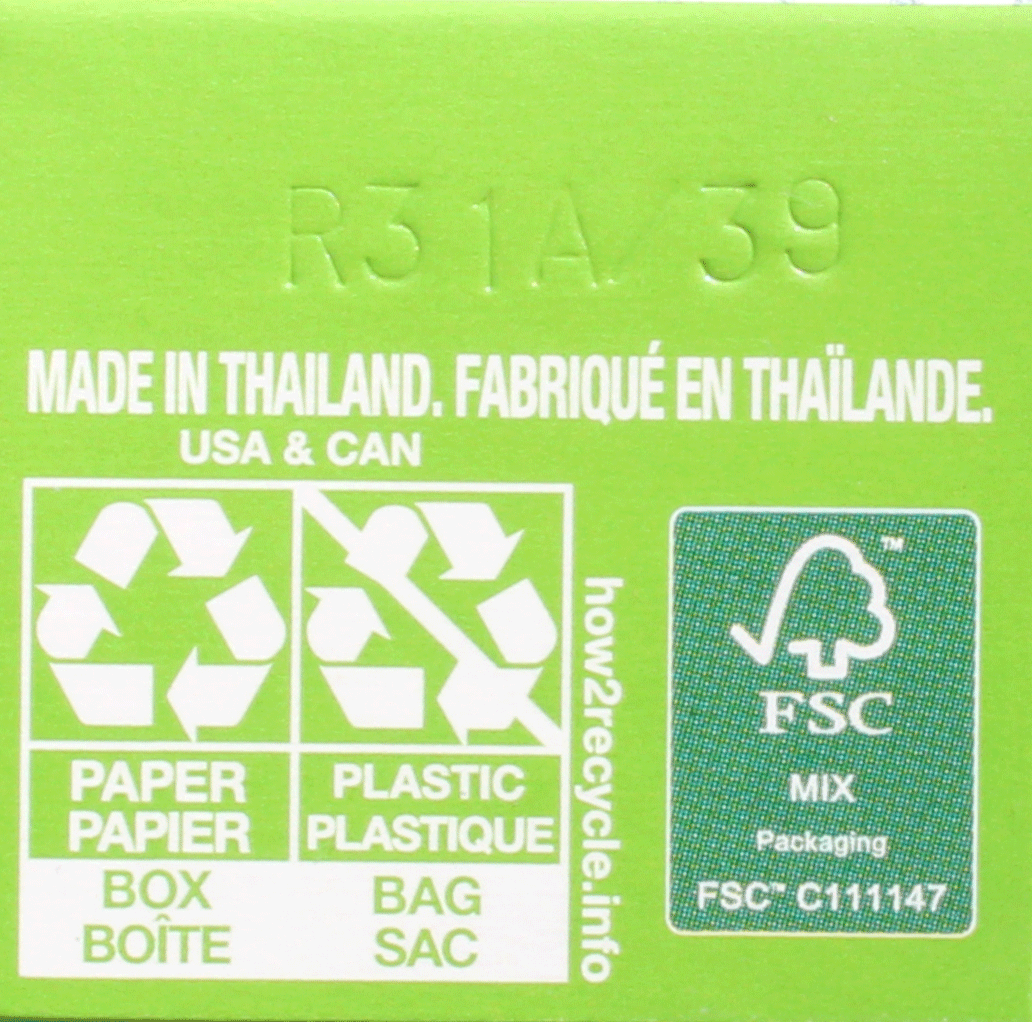 R31A/39
MADE IN THAILAND. FABRIQUÉ EN THAÏLANDE.
USA & CAN
PAPER
PAPIER
BOX
BOÎTE
PLASTIC
PLASTIQUE
BAG
SAC
how2recycle.info
™
FSC
MIX
Packaging
FSC™ C111147